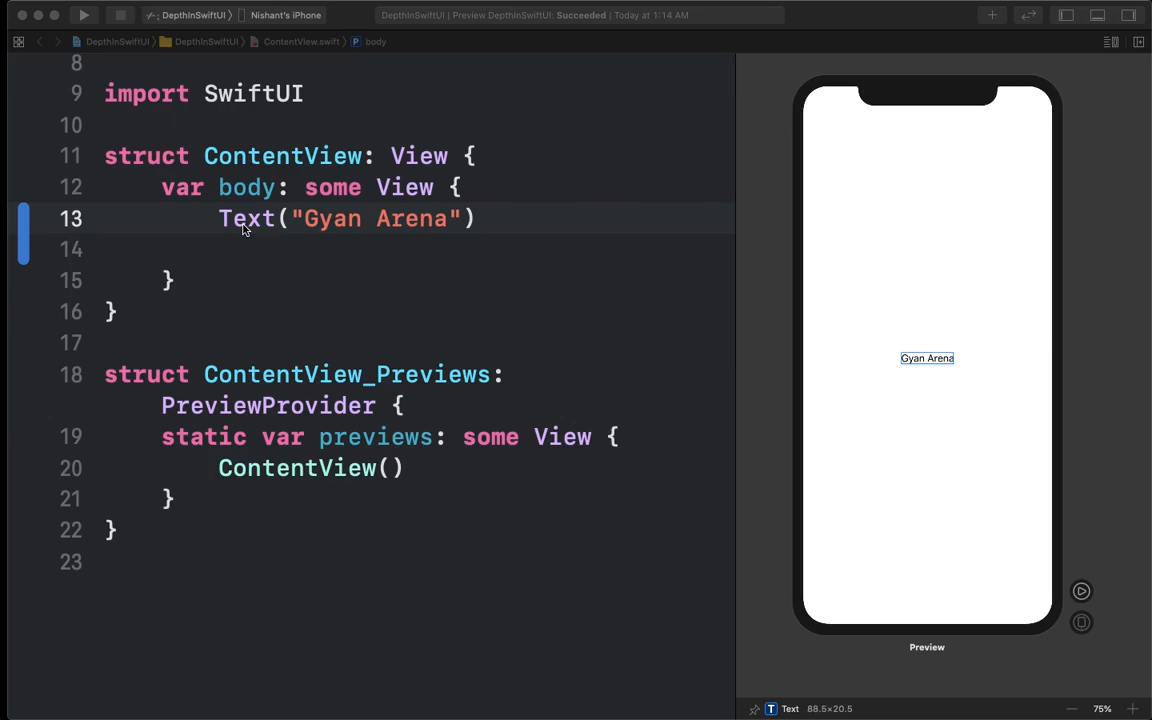 DepthInSwiftUI ⟩ Nishant's iPhone
DepthInSwiftUI | Preview DepthInSwiftUI: Succeeded | Today at 1:14 AM
DepthInSwiftUI ⟩ DepthInSwiftUI ⟩ ContentView.swift ⟩ P body
8
9 import SwiftUI
10
11 struct ContentView: View {
12 var body: some View {
13 Text("Gyan Arena")
14
15 }
16 }
17
18 struct ContentView_Previews:
PreviewProvider {
19 static var previews: some View {
20 ContentView()
21 }
22 }
23
Gyan Arena
Preview
T Text 88.5×20.5
75%